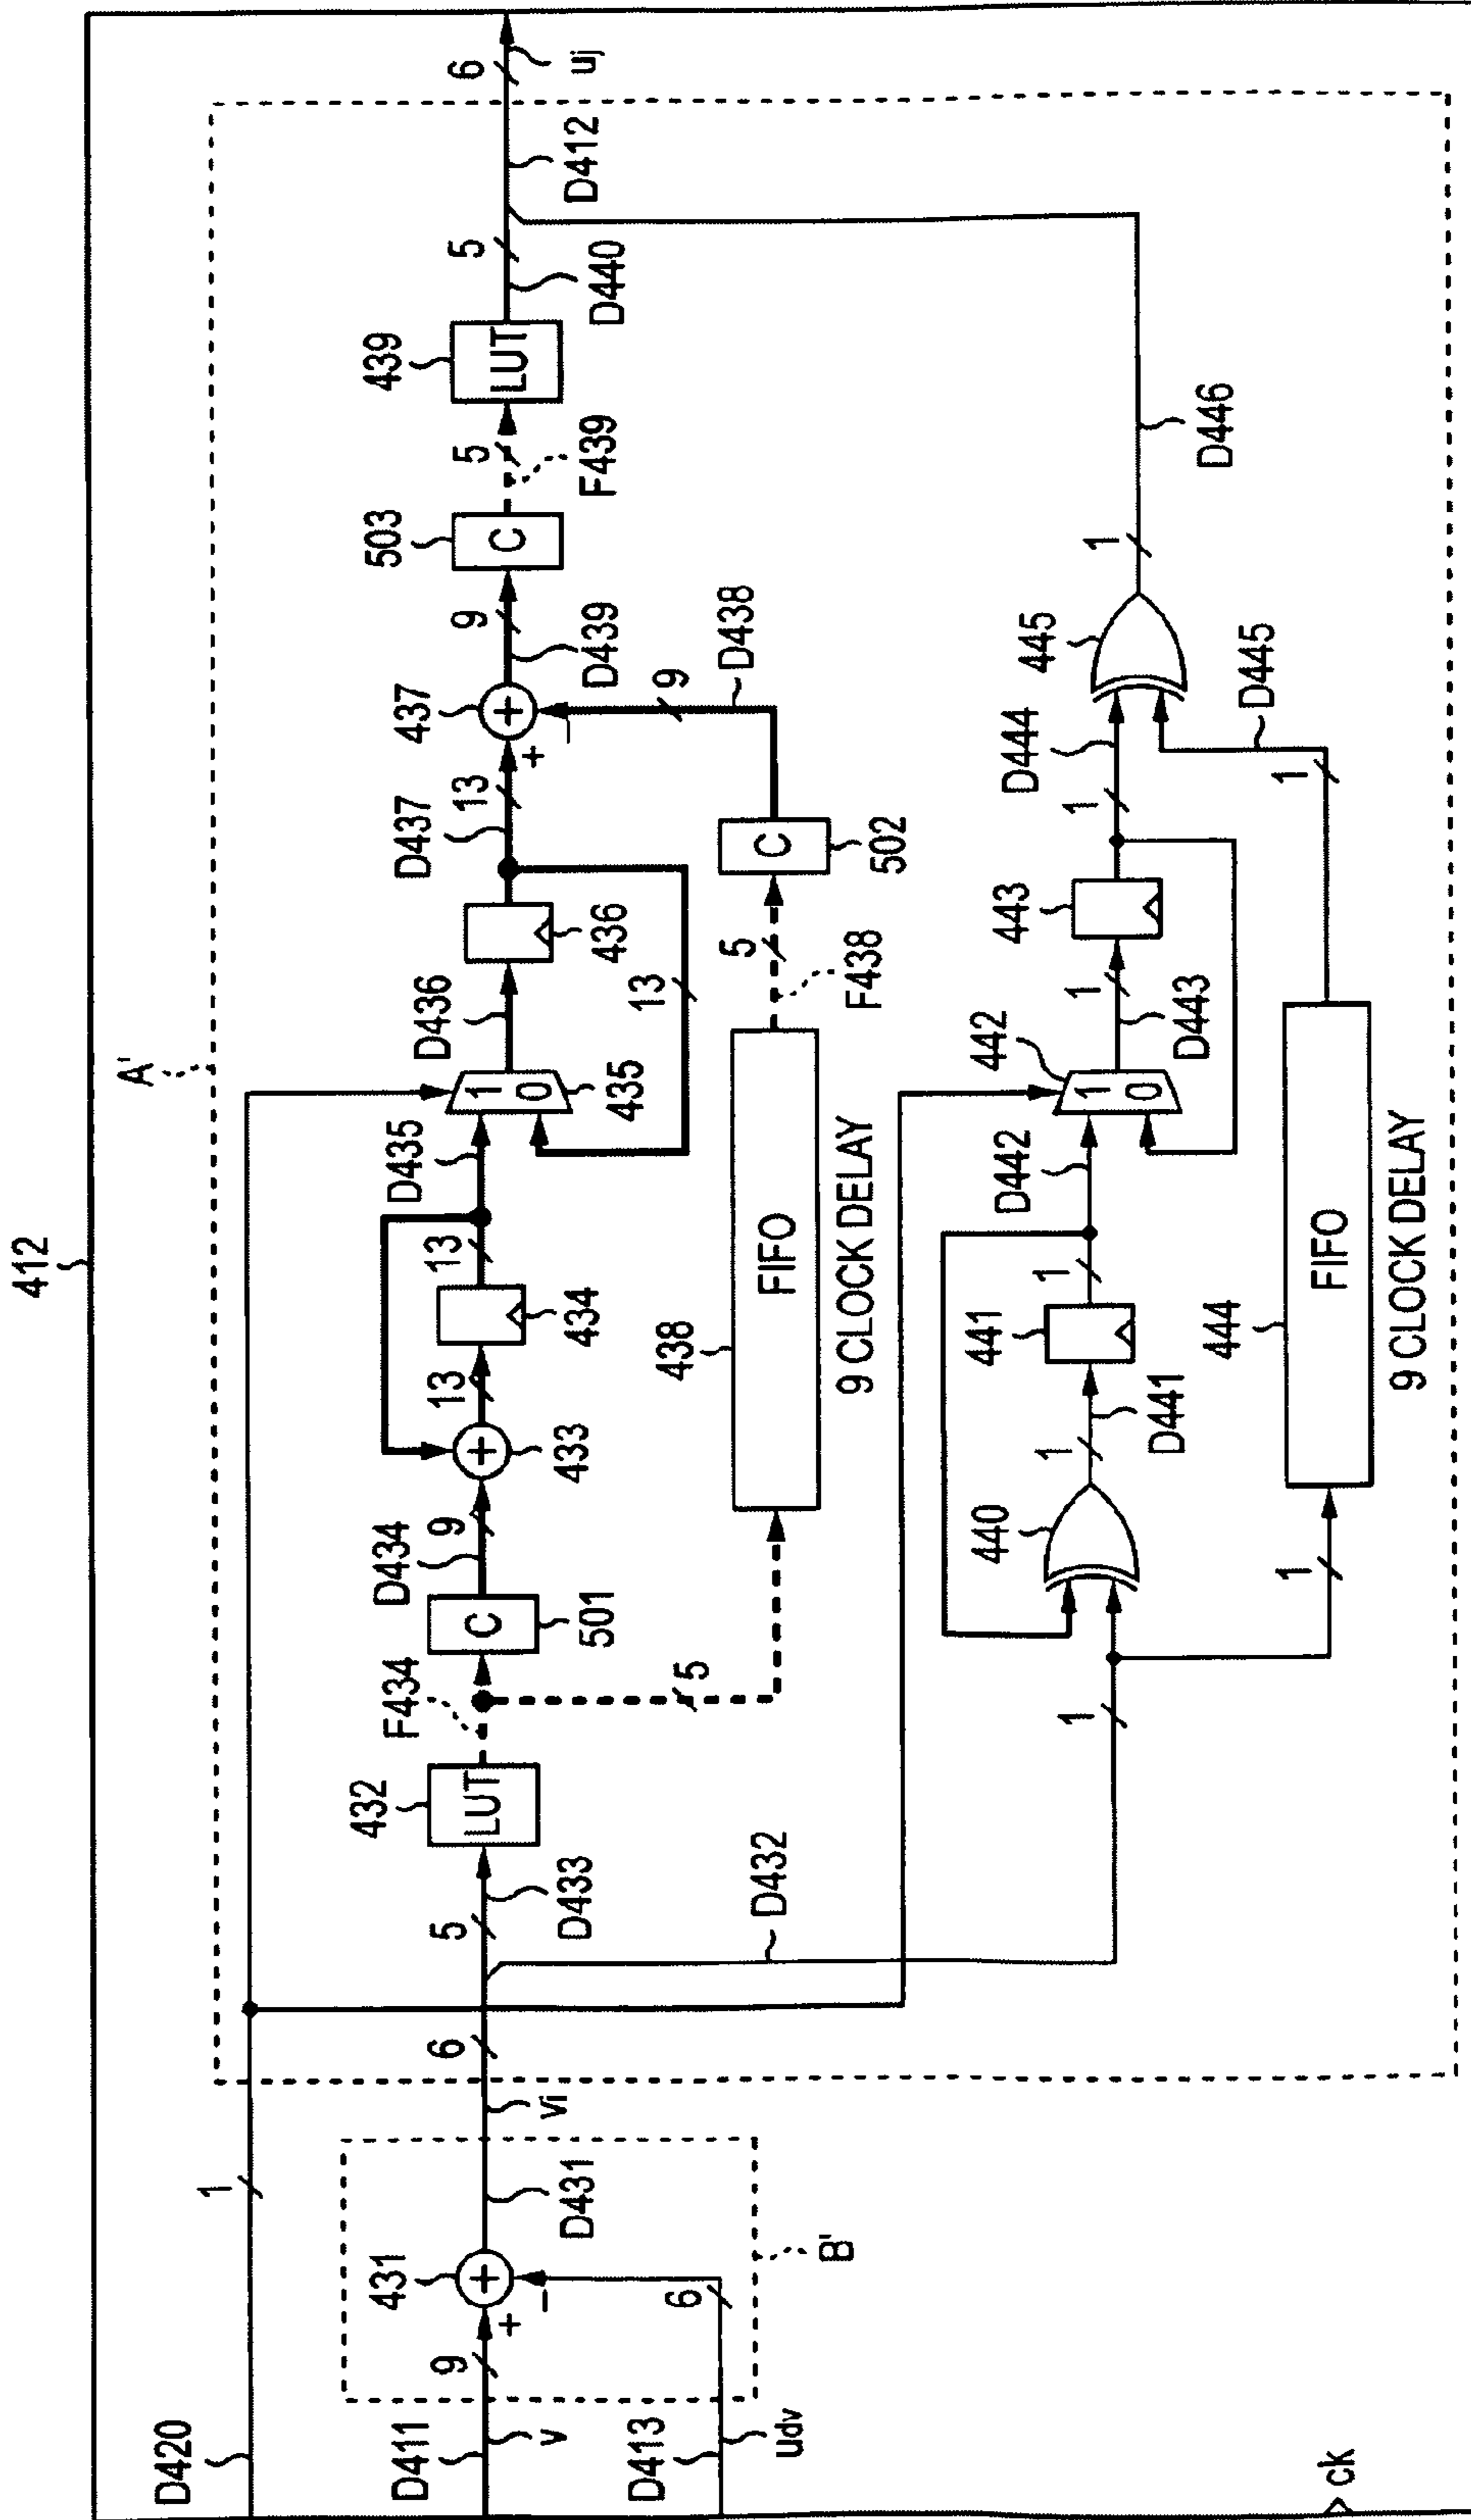 412
A'
D420
1
D411
v
9
+
−
431
D431
B'
D413
udv
6
vi
6
5
D433
D432
432
LUT
F434
5
C
501
D434
9
+
433
13
434
13
D435
1
0
435
D436
436
13
D437
13
+
−
+
437
D439
9
C
503
F439
5
LUT
439
D440
5
D412
6
uj
438
FIFO
9 CLOCK DELAY
F438
5
C
502
9
D438
1
440
D441
1
441
1
D442
442
1
0
D443
1
443
1
D444
445
1
D446
1
444
FIFO
9 CLOCK DELAY
1
D445
ck